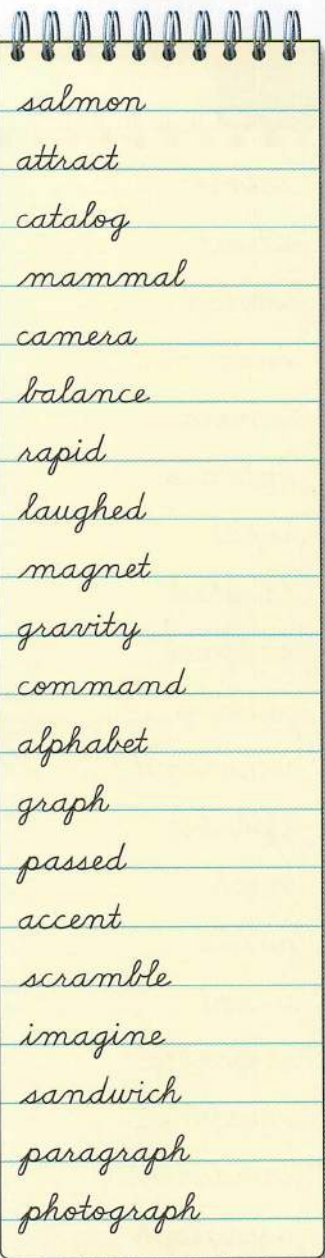 salmon
attract
catalog
mammal
camera
balance
rapid
laughed
magnet
gravity
command
alphabet
graph
passed
accent
scramble
imagine
sandwich
paragraph
photograph